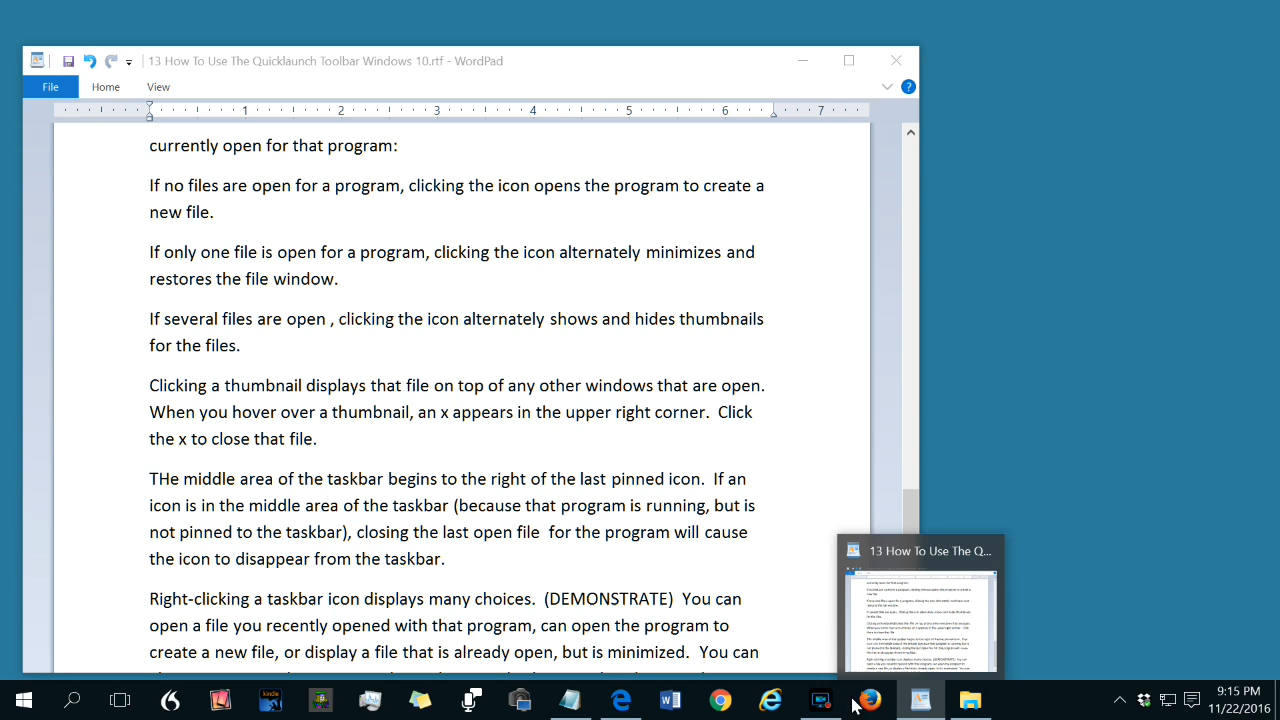 13 How To Use The Quicklaunch Toolbar Windows 10.rtf - WordPad
File Home View ?
1 2 3 4 5 6 7
currently open for that program:
If no files are open for a program, clicking the icon opens the program to create a
new file.
If only one file is open for a program, clicking the icon alternately minimizes and
restores the file window.
If several files are open , clicking the icon alternately shows and hides thumbnails
for the files.
Clicking a thumbnail displays that file on top of any other windows that are open.
When you hover over a thumbnail, an x appears in the upper right corner.  Click
the x to close that file.
THe middle area of the taskbar begins to the right of the last pinned icon.  If an
icon is in the middle area of the taskbar (because that program is running, but is
not pinned to the taskbar), closing the last open file  for the program will cause
the icon to disappear from the taskbar.
Right-clicking a taskbar icon displays more choices.  (DEMONSTRATE)  You can
open a file you recently opened with that program, can open the program to
create a new file, or display a file that is already open, but is minimized.  You can
13 How To Use The Q...
kindle
9:15 PM
11/22/2016